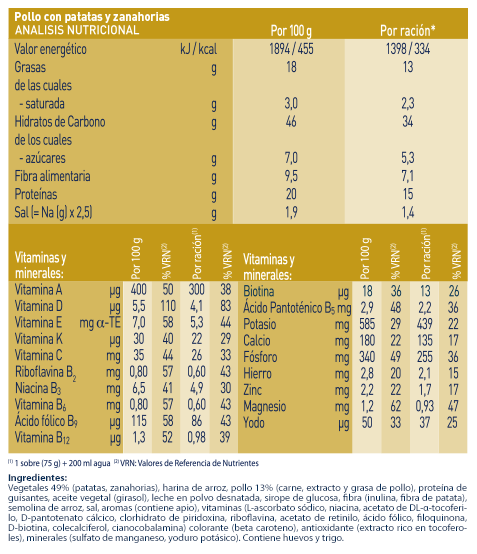 Pollo con patatas y zanahorias
ANALISIS NUTRICIONAL Por 100 g Por ración*
Valor energético kJ / kcal 1894 / 455 1398 / 334
Grasas g 18 13
de las cuales
- saturada g 3,0 2,3
Hidratos de Carbono g 46 34
de los cuales
- azúcares g 7,0 5,3
Fibra alimentaria g 9,5 7,1
Proteínas g 20 15
Sal (= Na (g) x 2,5) g 1,9 1,4
Vitaminas y minerales: Por 100 g % VRN(2) Por ración(1) % VRN(2)
Vitamina A µg 400 50 300 38
Vitamina D µg 5,5 110 4,1 83
Vitamina E mg α-TE 7,0 58 5,3 44
Vitamina K µg 30 40 22 29
Vitamina C mg 35 44 26 33
Riboflavina B2 mg 0,80 57 0,60 43
Niacina B3 mg 6,5 41 4,9 30
Vitamina B6 mg 0,80 57 0,60 43
Ácido fólico B9 µg 115 58 86 43
Vitamina B12 µg 1,3 52 0,98 39
Vitaminas y minerales: Por 100 g % VRN(2) Por ración(1) % VRN(2)
Biotina µg 18 36 13 26
Ácido Pantoténico B5 mg 2,9 48 2,2 36
Potasio mg 585 29 439 22
Calcio mg 180 22 135 17
Fósforo mg 340 49 255 36
Hierro mg 2,8 20 2,1 15
Zinc mg 2,2 22 1,7 17
Magnesio mg 1,2 62 0,93 47
Yodo µg 50 33 37 25
(1) 1 sobre (75 g) + 200 ml agua (2) VRN: Valores de Referencia de Nutrientes
Ingredientes:
Vegetales 49% (patatas, zanahorias), harina de arroz, pollo 13% (carne, extracto y grasa de pollo), proteína de
guisantes, aceite vegetal (girasol), leche en polvo desnatada, sirope de glucosa, fibra (inulina, fibra de patata),
semolina de arroz, sal, aromas (contiene apio), vitaminas (L-ascorbato sódico, niacina, acetato de DL-α-tocoferi-
lo, D-pantotenato cálcico, clorhidrato de piridoxina, riboflavina, acetato de retinilo, ácido fólico, filoquinona,
D-biotina, colecalciferol, cianocobalamina) colorante (beta caroteno), antioxidante (extracto rico en tocofero-
les), minerales (sulfato de manganeso, yoduro potásico). Contiene huevos y trigo.